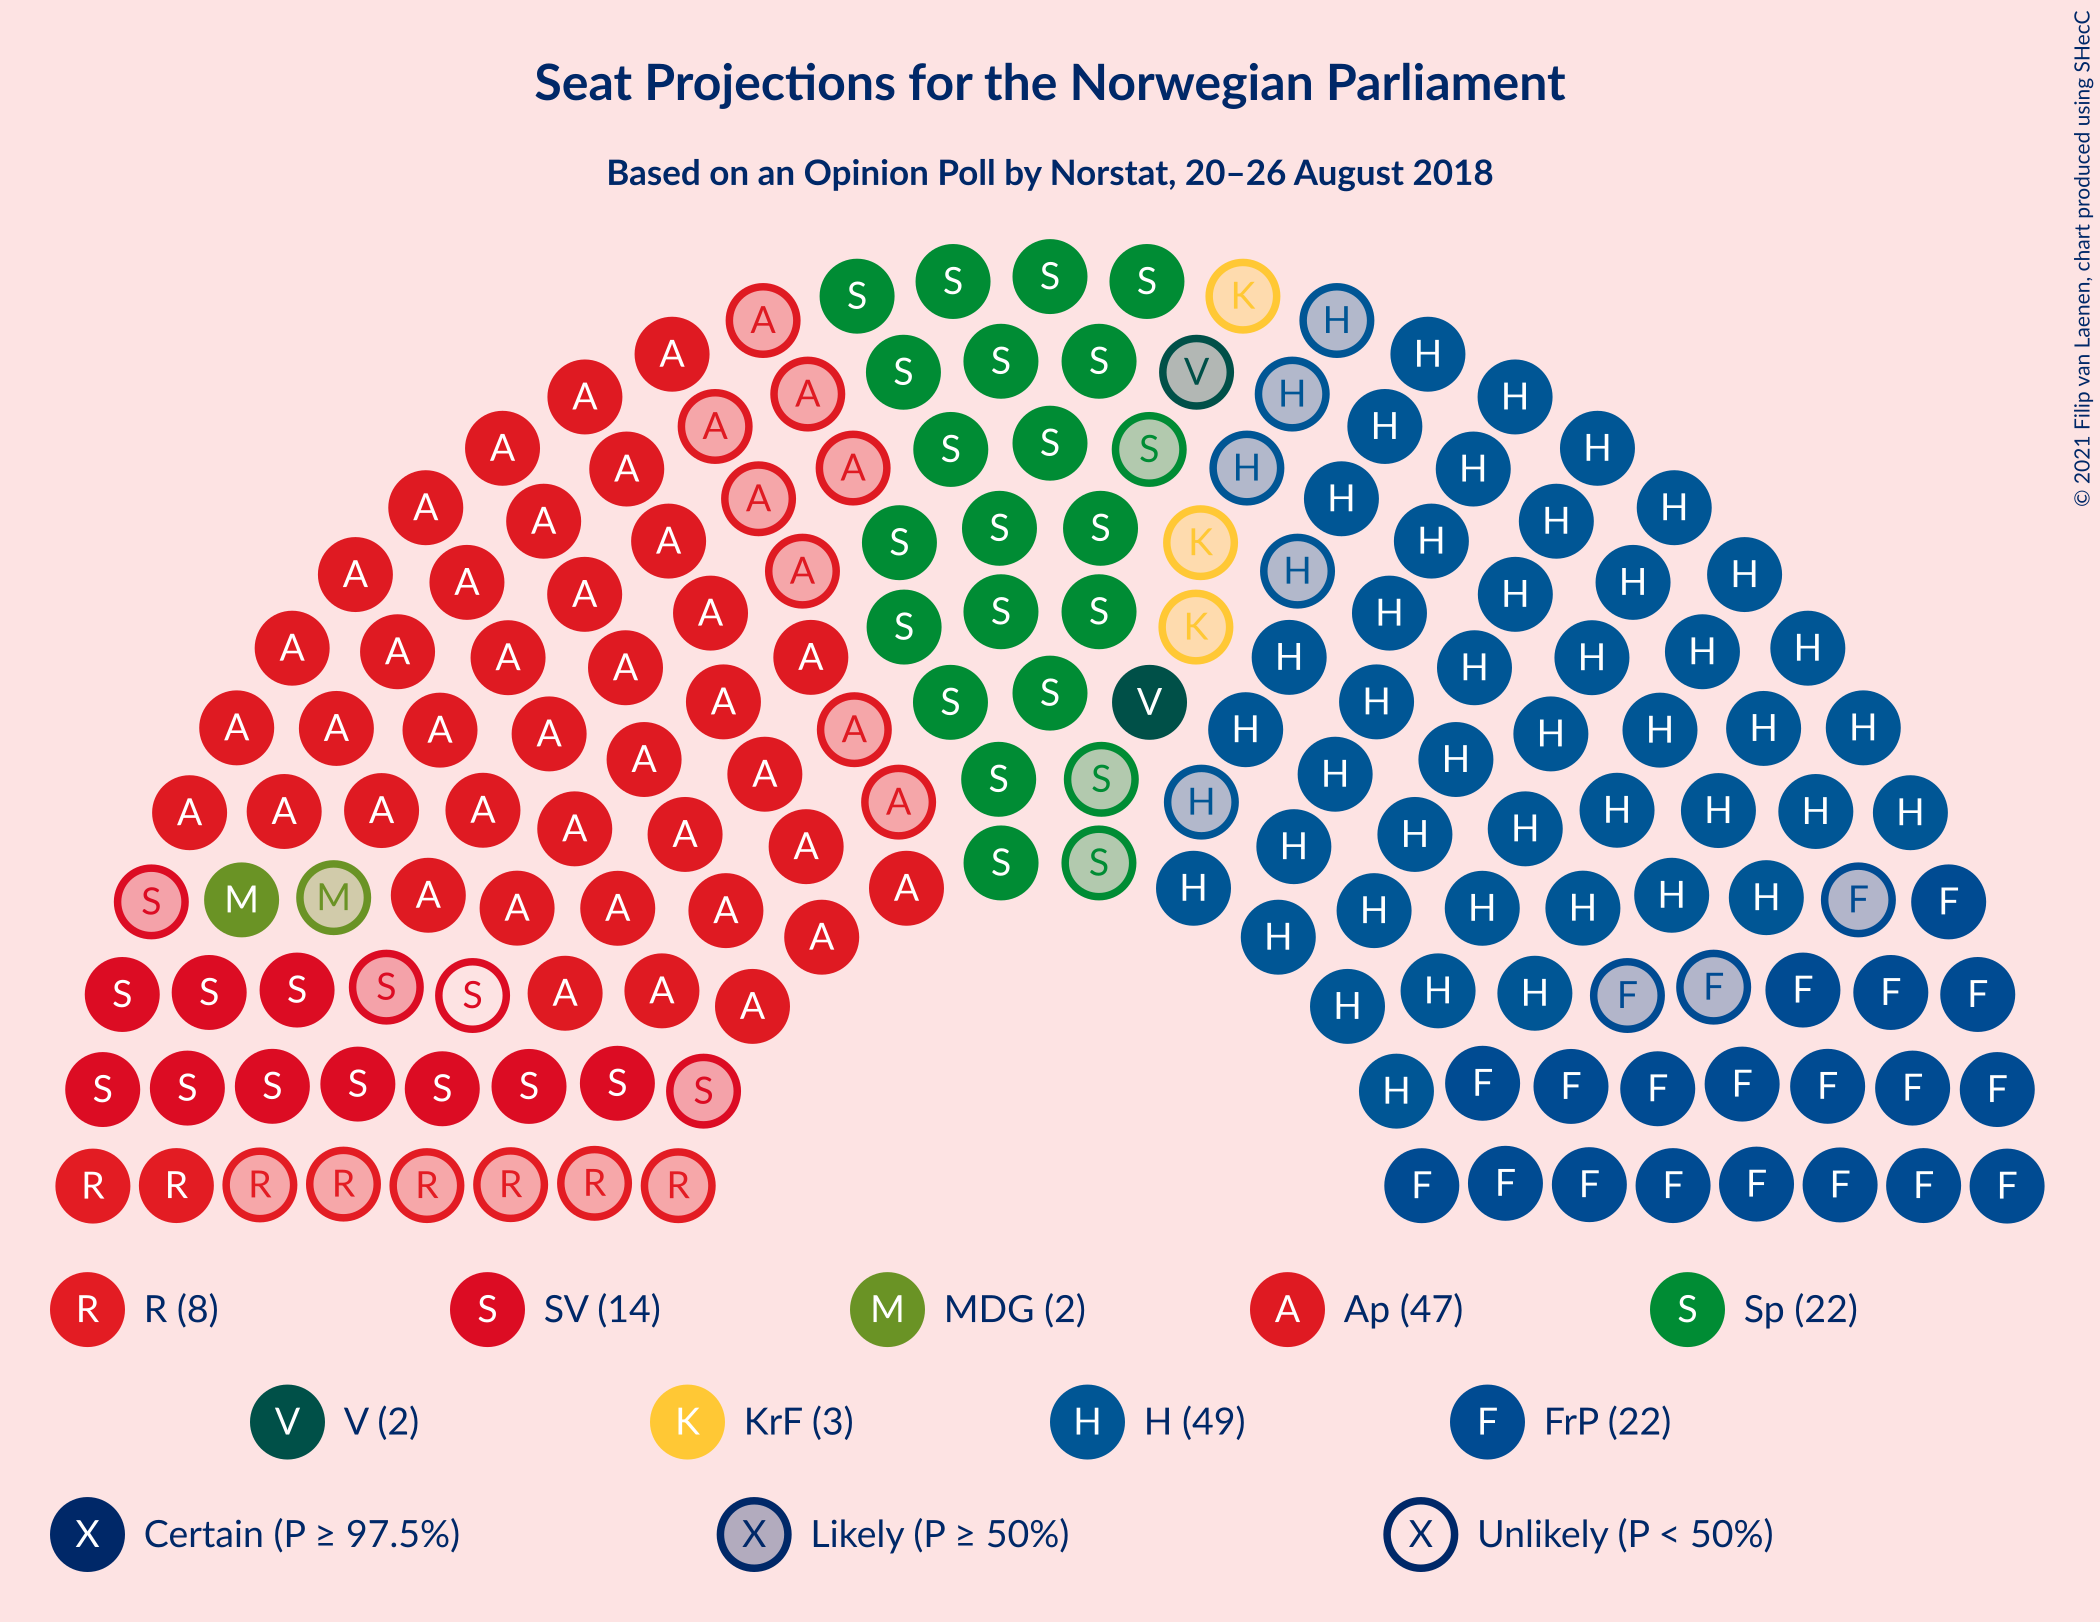 Seat Projections for the Norwegian Parliament
Based on an Opinion Poll by Norstat, 20–26 August 2018
© 2021 Filip van Laenen, chart produced using SHecC
S S S S K
A H
A S S S V H
A H H
A A H H
A S S S H H
A A A H H H
A A S S S K H H H
A A A A H H H H
A A A S S S K H H H H
A A A A A H H H H H
A A A A A A S S V H H H H H H
A A A A A A A S S H H H H H H H H
A A A A A A A A A S S H H H H H H H H H
S M M A A A A A A H H H H H H H F F
S S S S S A A A H H H F F F F F
S S S S S S S S H F F F F F F F
R R R R R R R R F F F F F F F F
R R (8) S SV (14) M MDG (2) A Ap (47) S Sp (22)
V V (2) K KrF (3) H H (49) F FrP (22)
X Certain (P ≥ 97.5%) X Likely (P ≥ 50%) X Unlikely (P < 50%)